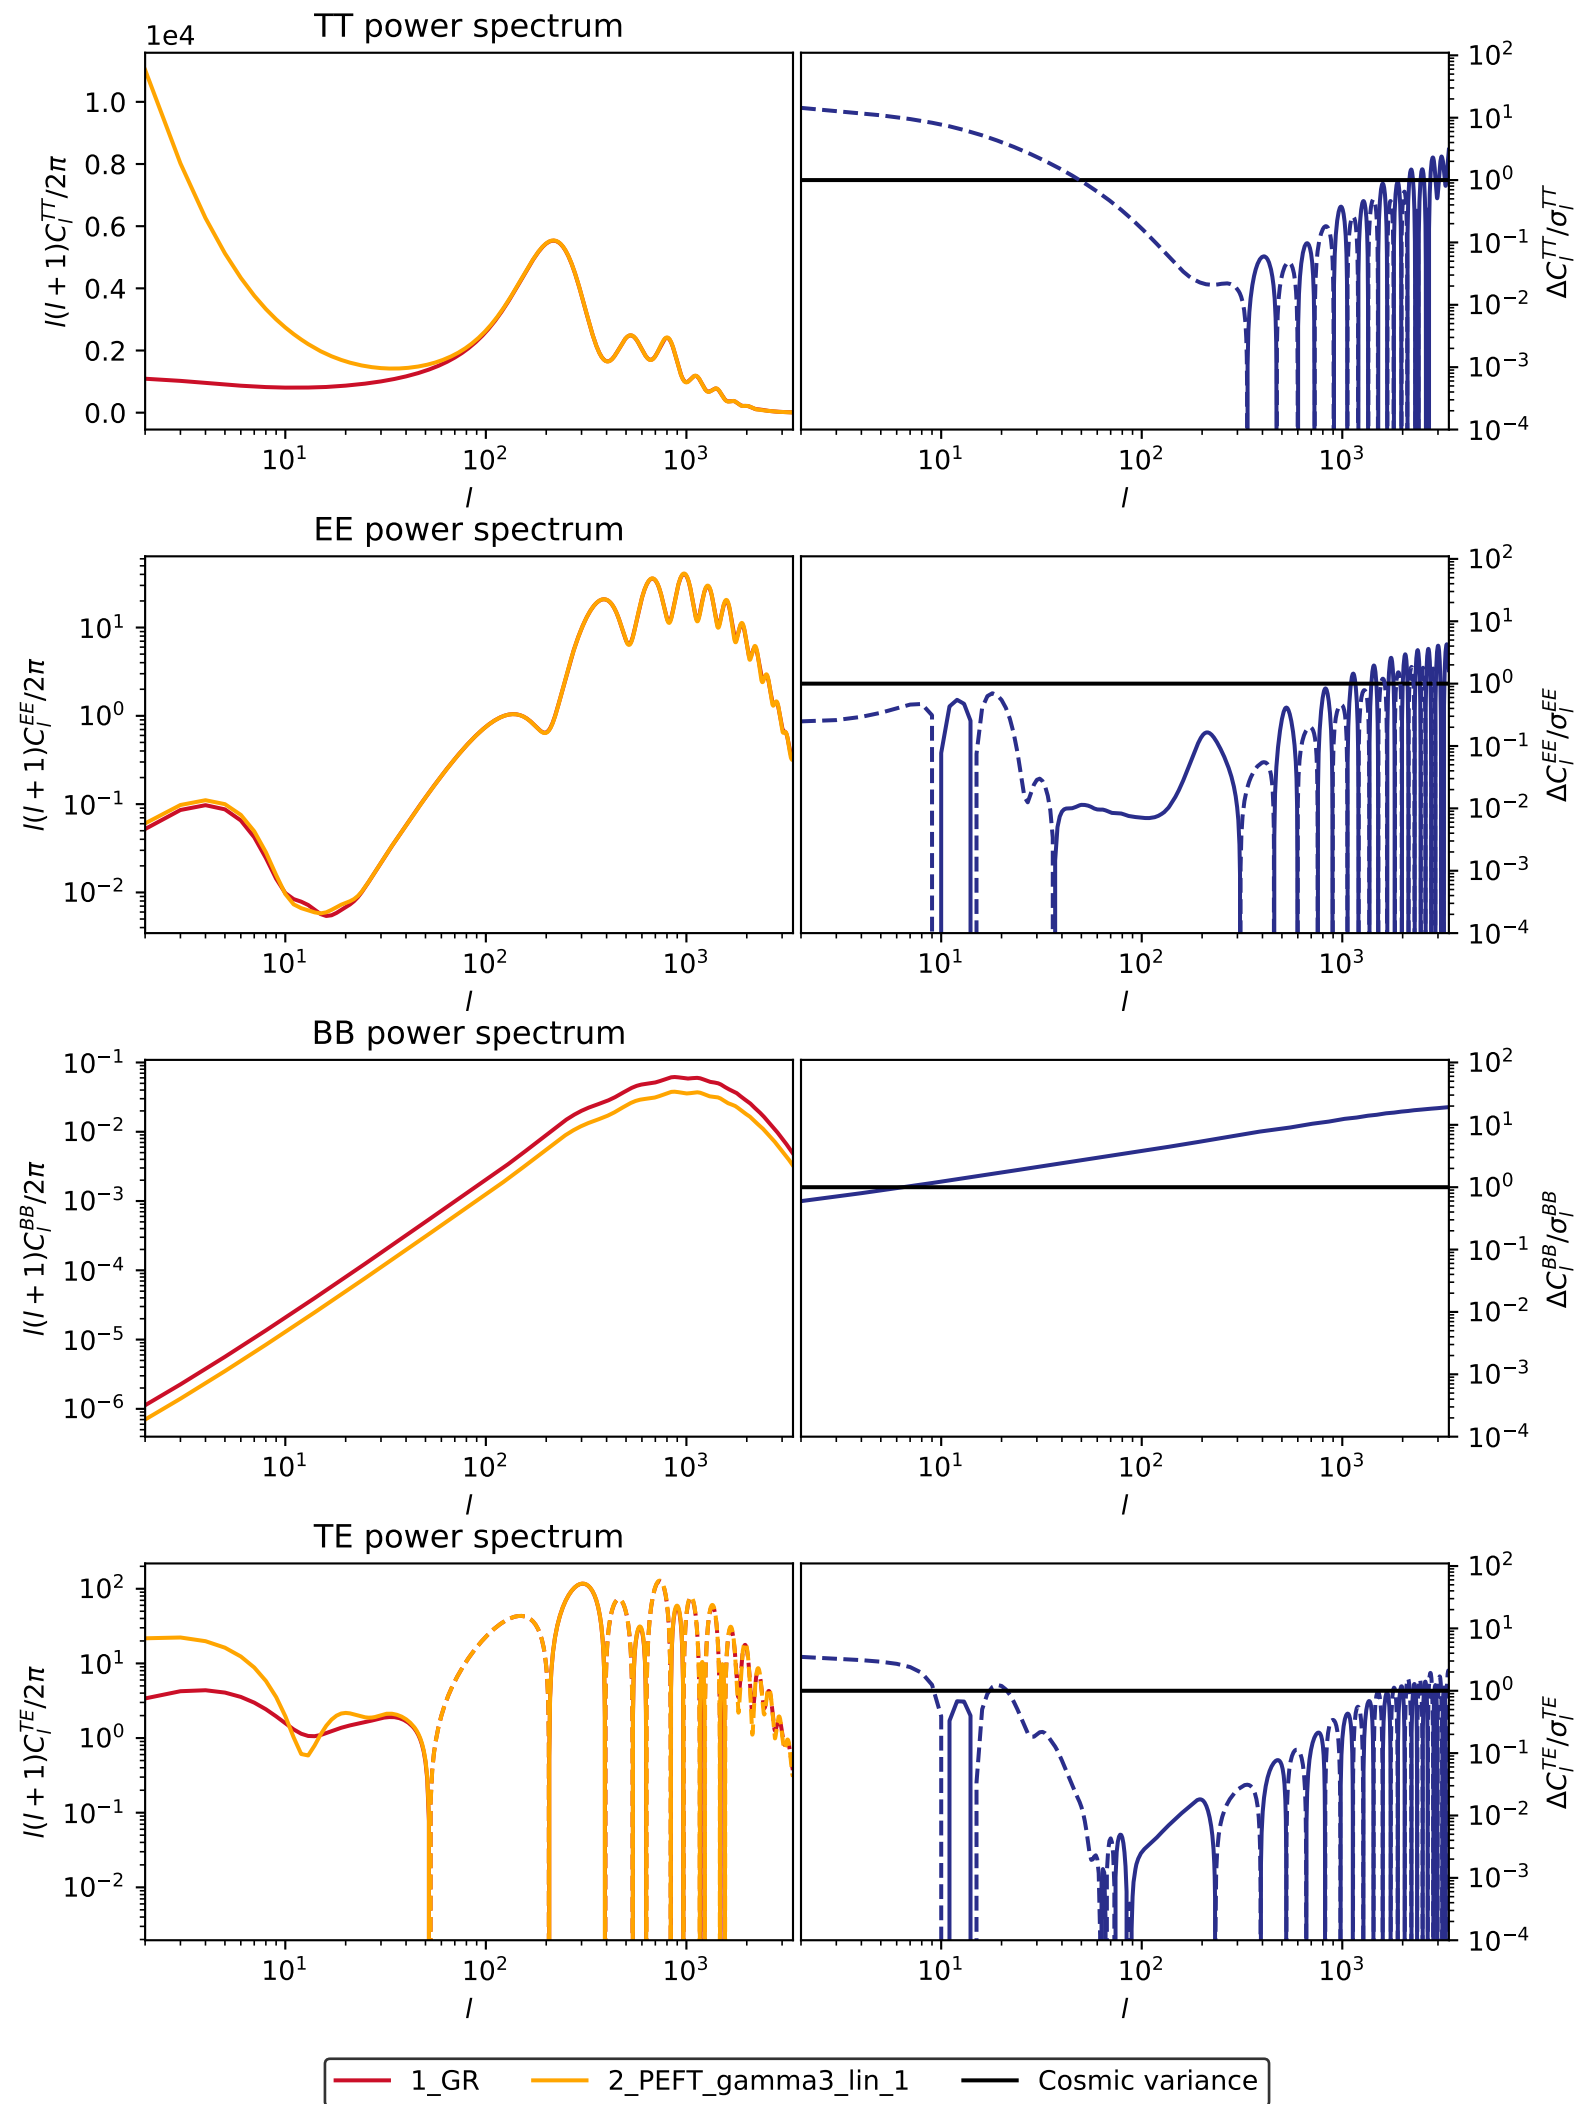 TT power spectrum
1e4
1.0
0.8
0.6
0.4
0.2
0.0
l(l + 1)C_l^{TT}/2π
10^1 10^2 10^3
l
10^2
10^1
10^0
10^{-1}
10^{-2}
10^{-3}
10^{-4}
ΔC_l^{TT}/σ_l^{TT}
10^1 10^2 10^3
l
EE power spectrum
10^1
10^0
10^{-1}
10^{-2}
l(l + 1)C_l^{EE}/2π
10^1 10^2 10^3
l
10^2
10^1
10^0
10^{-1}
10^{-2}
10^{-3}
10^{-4}
ΔC_l^{EE}/σ_l^{EE}
10^1 10^2 10^3
l
BB power spectrum
10^{-1}
10^{-2}
10^{-3}
10^{-4}
10^{-5}
10^{-6}
l(l + 1)C_l^{BB}/2π
10^1 10^2 10^3
l
10^2
10^1
10^0
10^{-1}
10^{-2}
10^{-3}
10^{-4}
ΔC_l^{BB}/σ_l^{BB}
10^1 10^2 10^3
l
TE power spectrum
10^2
10^1
10^0
10^{-1}
10^{-2}
l(l + 1)C_l^{TE}/2π
10^1 10^2 10^3
l
10^2
10^1
10^0
10^{-1}
10^{-2}
10^{-3}
10^{-4}
ΔC_l^{TE}/σ_l^{TE}
10^1 10^2 10^3
l
1_GR 2_PEFT_gamma3_lin_1 Cosmic variance